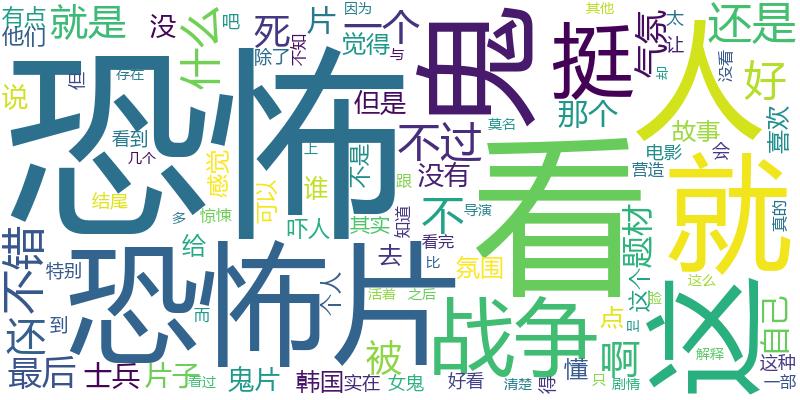 有点
他们
就是
没
什么
吧
死
除了
不知
片
一个
因为
觉得
与
鬼
挺
气氛
其他
太
让
没看
却
还是
好
喜欢
人
说
恐怖
但
存在
看到
几个
但是
不过
没有
莫名
那个
故事
电影
会
营造
就
看
感觉
可以
谁
上
不是
跟
吓人
其实
知道
不
导演
看完
比
去
结尾
多
惊悚
给
不错
还
到
特别
恐怖片
而
个人
活着
之后
氛围
战争
这个
题材
点
啊
这么
脸
这
真的
自己
最后
士兵
片子
看过
鬼片
韩国
实在
女鬼
被
好看
清楚
得
懂
只
剧情
解释
这种
一部